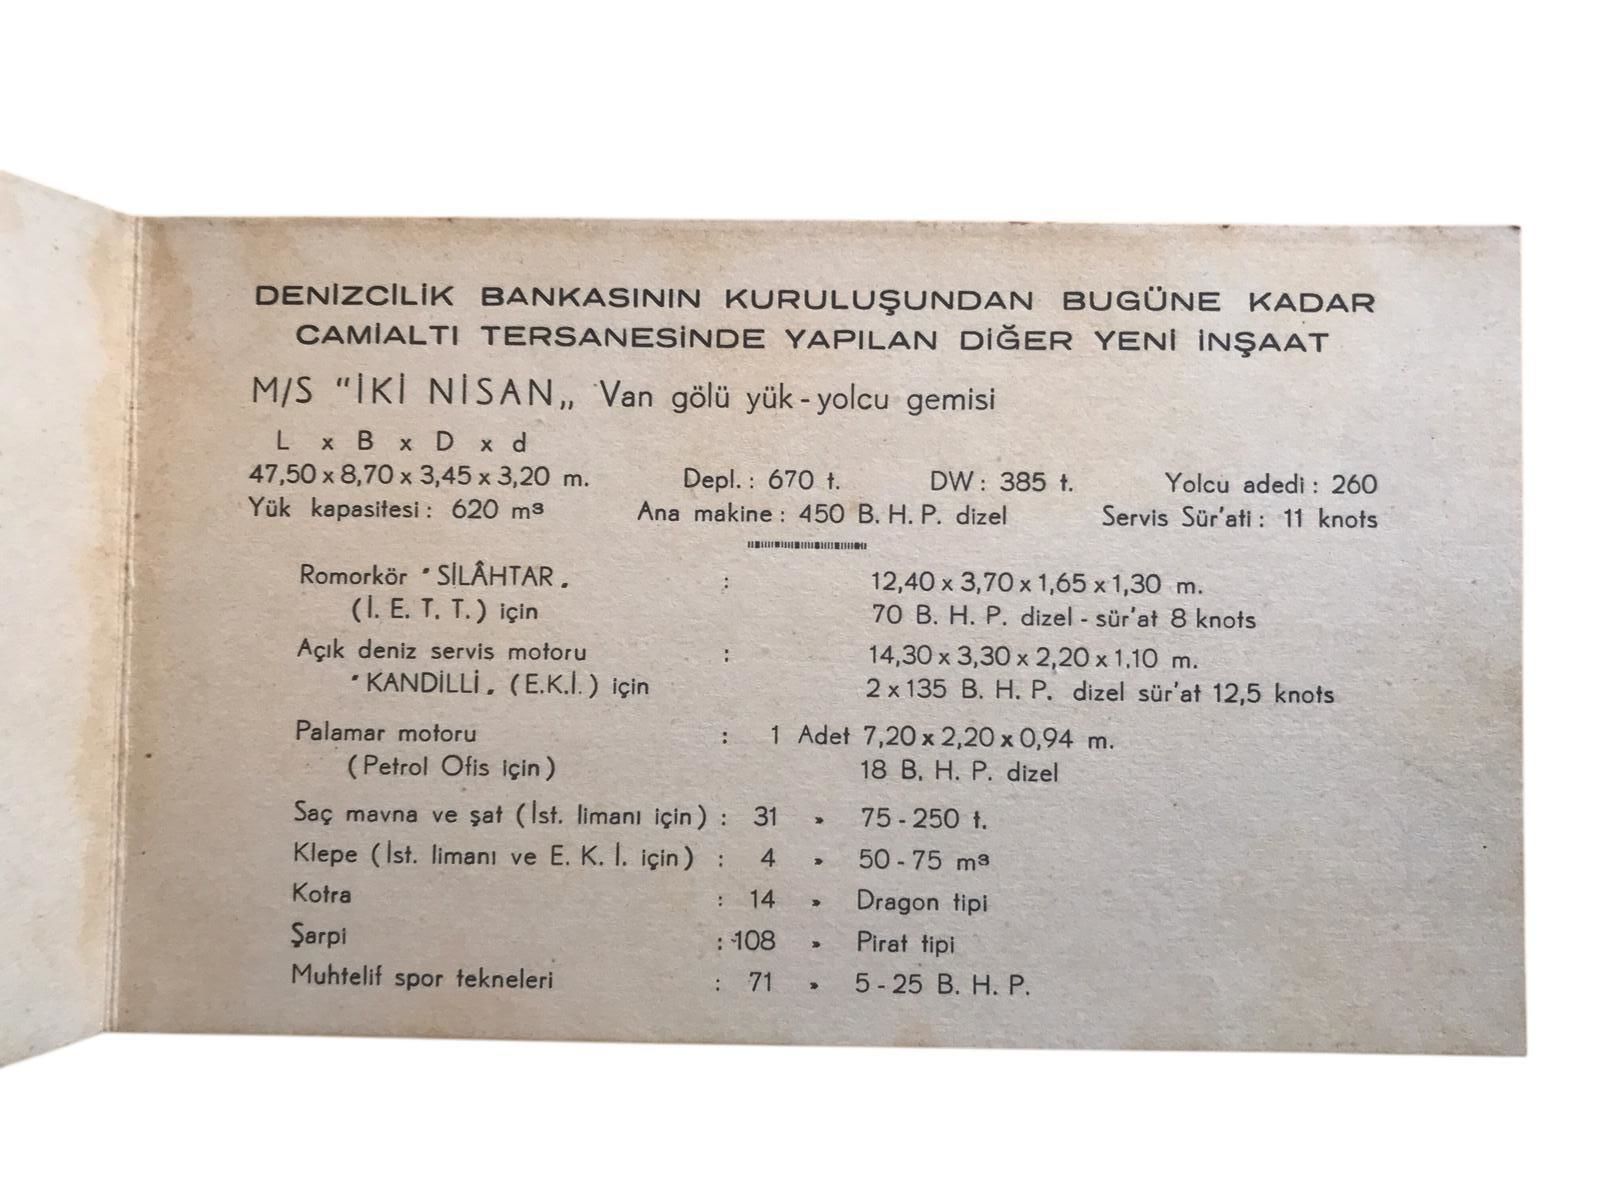 DENİZCİLİK BANKASININ KURULUŞUNDAN BUGÜNE KADAR
CAMİALTI TERSANESİNDE YAPILAN DİĞER YENİ İNŞAAT
M/S "İKİ NİSAN„ Van gölü yük - yolcu gemisi
L x B x D x d
47,50 x 8,70 x 3,45 x 3,20 m. Depl. : 670 t. DW : 385 t. Yolcu adedi : 260
Yük kapasitesi : 620 m³ Ana makine : 450 B. H. P. dizel Servis Sür'ati : 11 knots
Romorkör " SİLÂHTAR „ : 12,40 x 3,70 x 1,65 x 1,30 m.
(İ. E. T. T.) için 70 B. H. P. dizel - sür'at 8 knots
Açık deniz servis motoru : 14,30 x 3,30 x 2,20 x 1.10 m.
" KANDİLLİ „ (E.K.İ.) için 2 x 135 B. H. P. dizel sür'at 12,5 knots
Palamar motoru : 1 Adet 7,20 x 2,20 x 0,94 m.
(Petrol Ofis için) 18 B. H. P. dizel
Saç mavna ve şat (İst. limanı için) : 31 » 75 - 250 t.
Klepe (İst. limanı ve E. K. İ. için) : 4 » 50 - 75 m³
Kotra : 14 » Dragon tipi
Şarpi : 108 » Pirat tipi
Muhtelif spor tekneleri : 71 » 5 - 25 B. H. P.